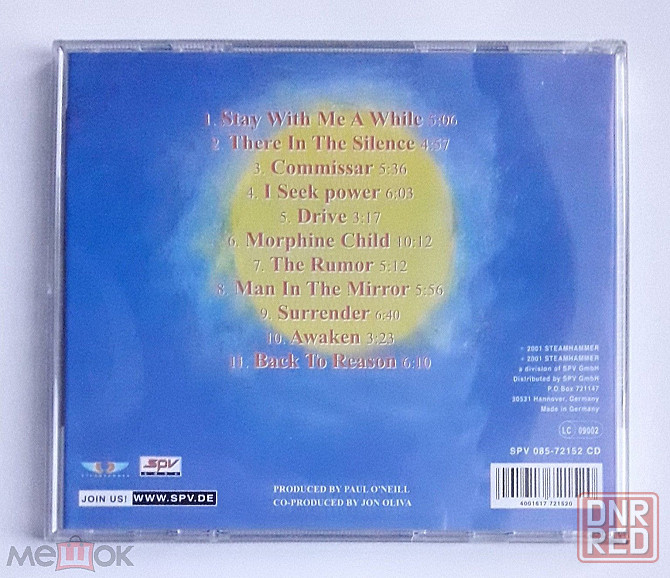 1. Stay With Me A While 5:06
2. There In The Silence 4:57
3. Commissar 5:36
4. I Seek power 6:03
5. Drive 3:17
6. Morphine Child 10:12
7. The Rumor 5:12
8. Man In The Mirror 5:56
9. Surrender 6:40
10. Awaken 3:23
11. Back To Reason 6:10
℗ 2001 STEAMHAMMER
© 2001 STEAMHAMMER
a division of SPV GmbH
Distributed by SPV GmbH
P.O.Box 721147
30531 Hannover, Germany
Made in Germany
LC 09002
SPV 085-72152 CD
4001617 721520
STEAMHAMMER
SPV
JOIN US! WWW.SPV.DE
PRODUCED BY PAUL O'NEILL
CO-PRODUCED BY JON OLIVA
мешок
DNR
RED